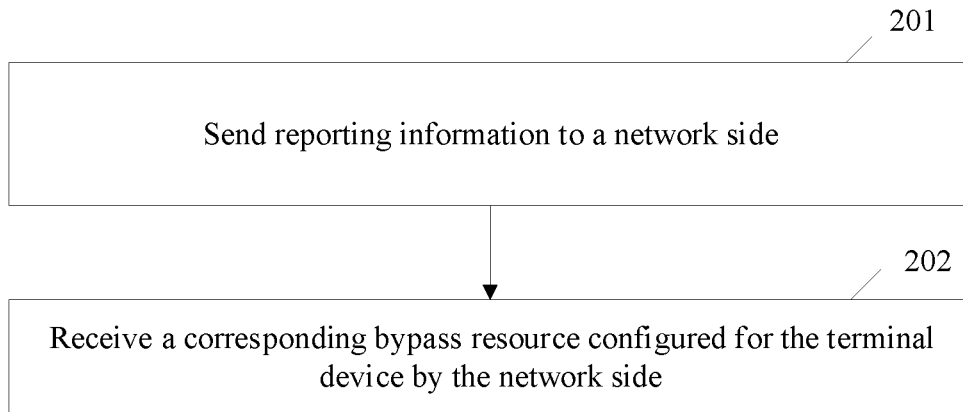 201
Send reporting information to a network side
202
Receive a corresponding bypass resource configured for the terminal
device by the network side